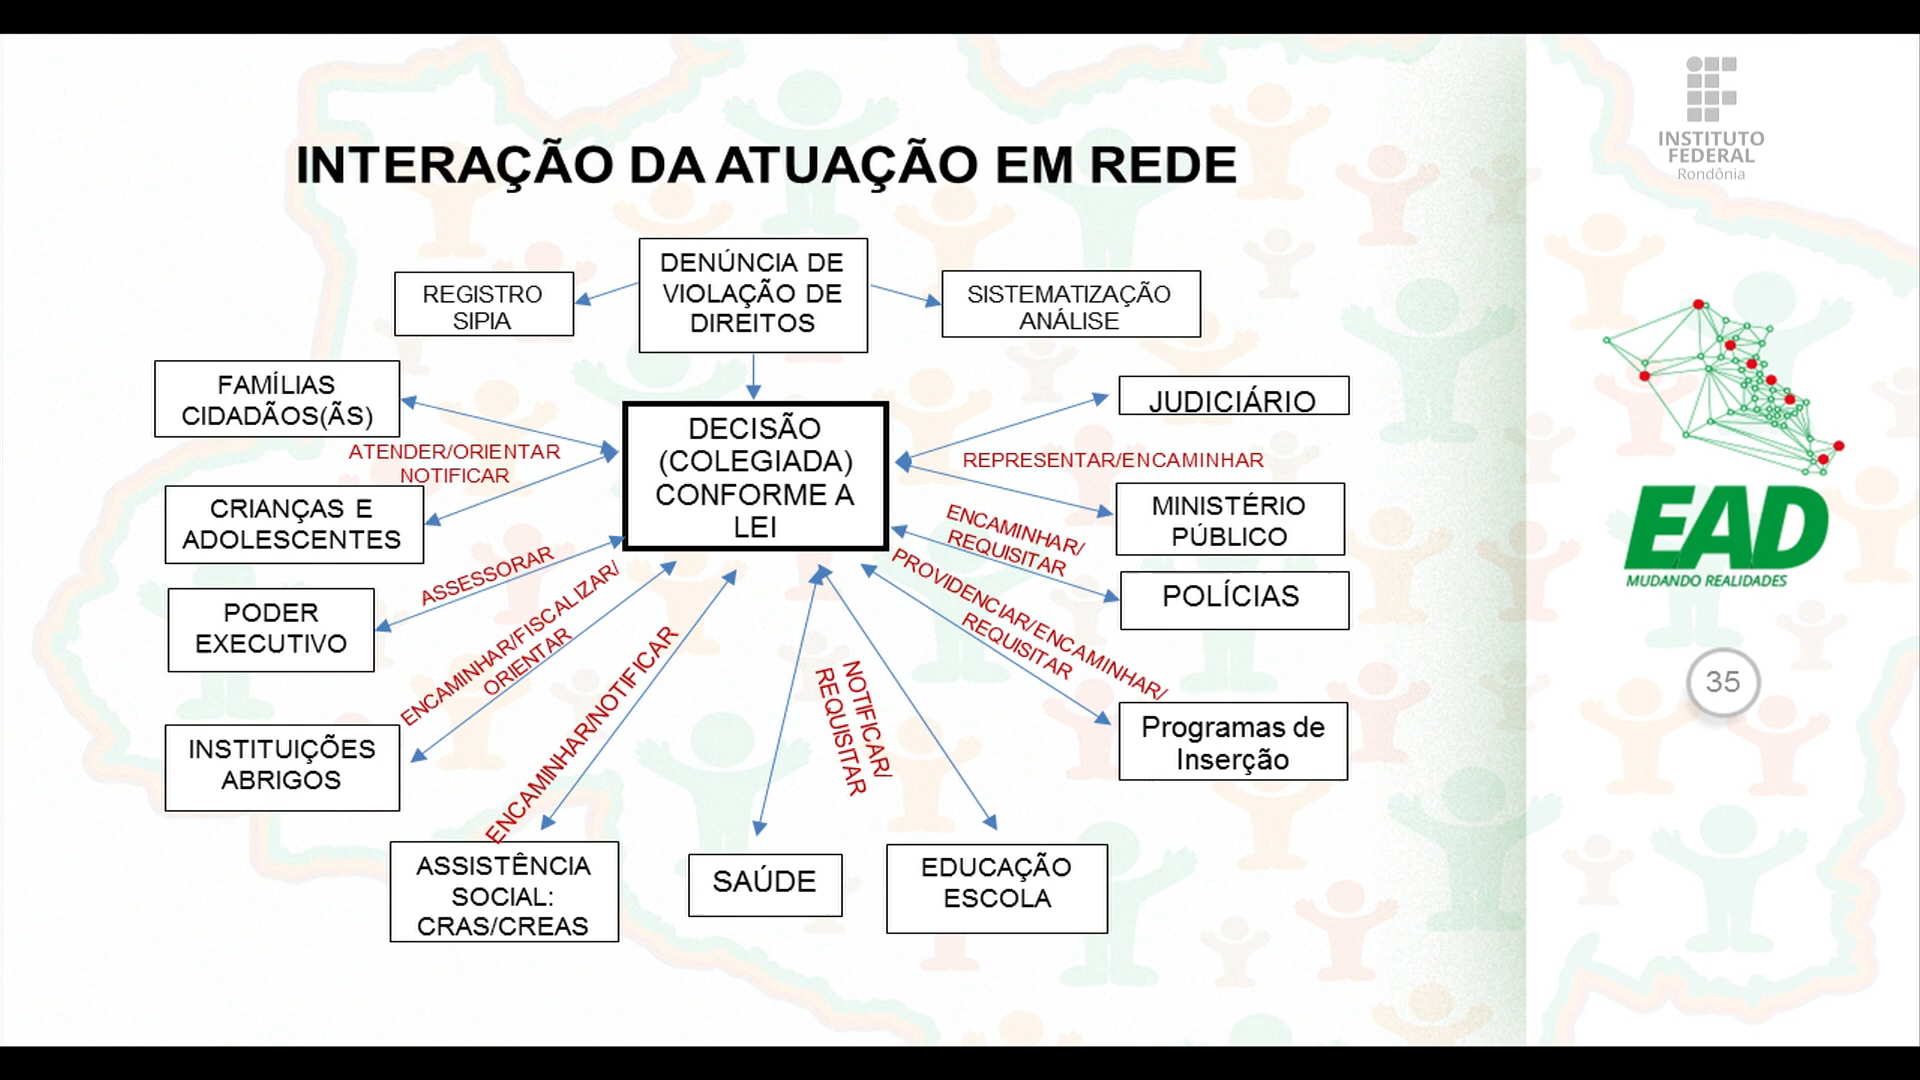 INTERAÇÃO DA ATUAÇÃO EM REDE
INSTITUTO
FEDERAL
Rondônia
DENÚNCIA DE
VIOLAÇÃO DE
DIREITOS
REGISTRO
SIPIA
SISTEMATIZAÇÃO
ANÁLISE
FAMÍLIAS
CIDADÃOS(ÃS)
DECISÃO
(COLEGIADA)
CONFORME A
LEI
JUDICIÁRIO
ATENDER/ORIENTAR
NOTIFICAR
REPRESENTAR/ENCAMINHAR
CRIANÇAS E
ADOLESCENTES
MINISTÉRIO
PÚBLICO
ENCAMINHAR/
REQUISITAR
ASSESSORAR
POLÍCIAS
PODER
EXECUTIVO
ENCAMINHAR/FISCALIZAR/
ORIENTAR
PROVIDENCIAR/ENCAMINHAR/
REQUISITAR
ENCAMINHAR/NOTIFICAR
NOTIFICAR/
REQUISITAR
INSTITUIÇÕES
ABRIGOS
Programas de
Inserção
ASSISTÊNCIA
SOCIAL:
CRAS/CREAS
SAÚDE
EDUCAÇÃO
ESCOLA
EAD
MUDANDO REALIDADES
35